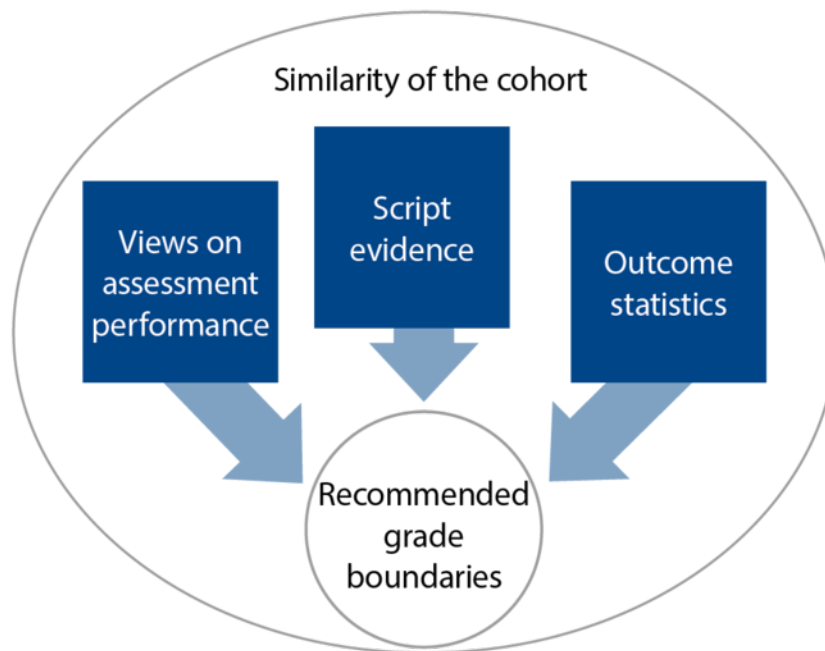 Similarity of the cohort
Views on
assessment
performance
Script
evidence
Outcome
statistics
Recommended
grade
boundaries